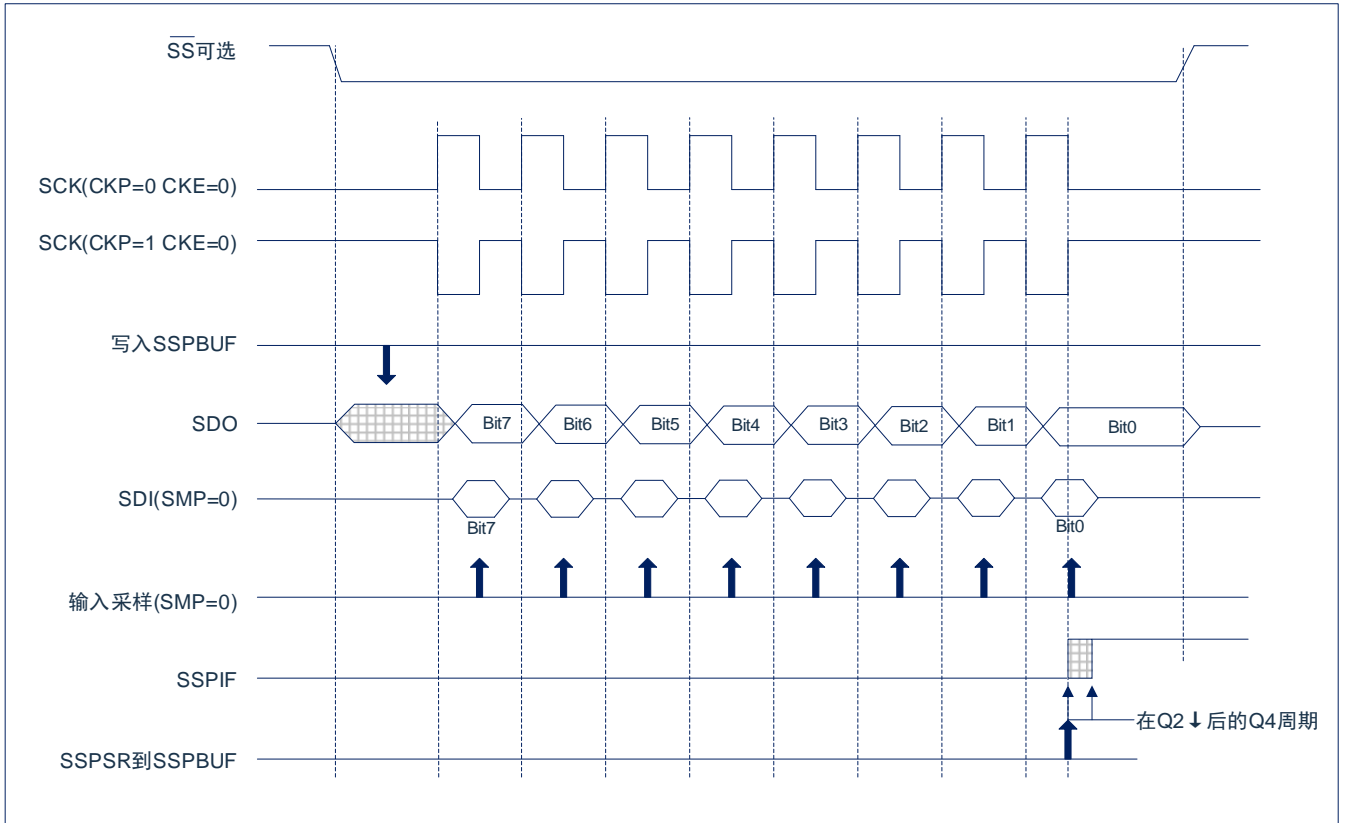 SS可选
SCK(CKP=0 CKE=0)
SCK(CKP=1 CKE=0)
写入SSPBUF
SDO
Bit7 Bit6 Bit5 Bit4 Bit3 Bit2 Bit1 Bit0
SDI(SMP=0)
Bit7 Bit0
输入采样(SMP=0)
SSPIF
在Q2↓后的Q4周期
SSPSR到SSPBUF